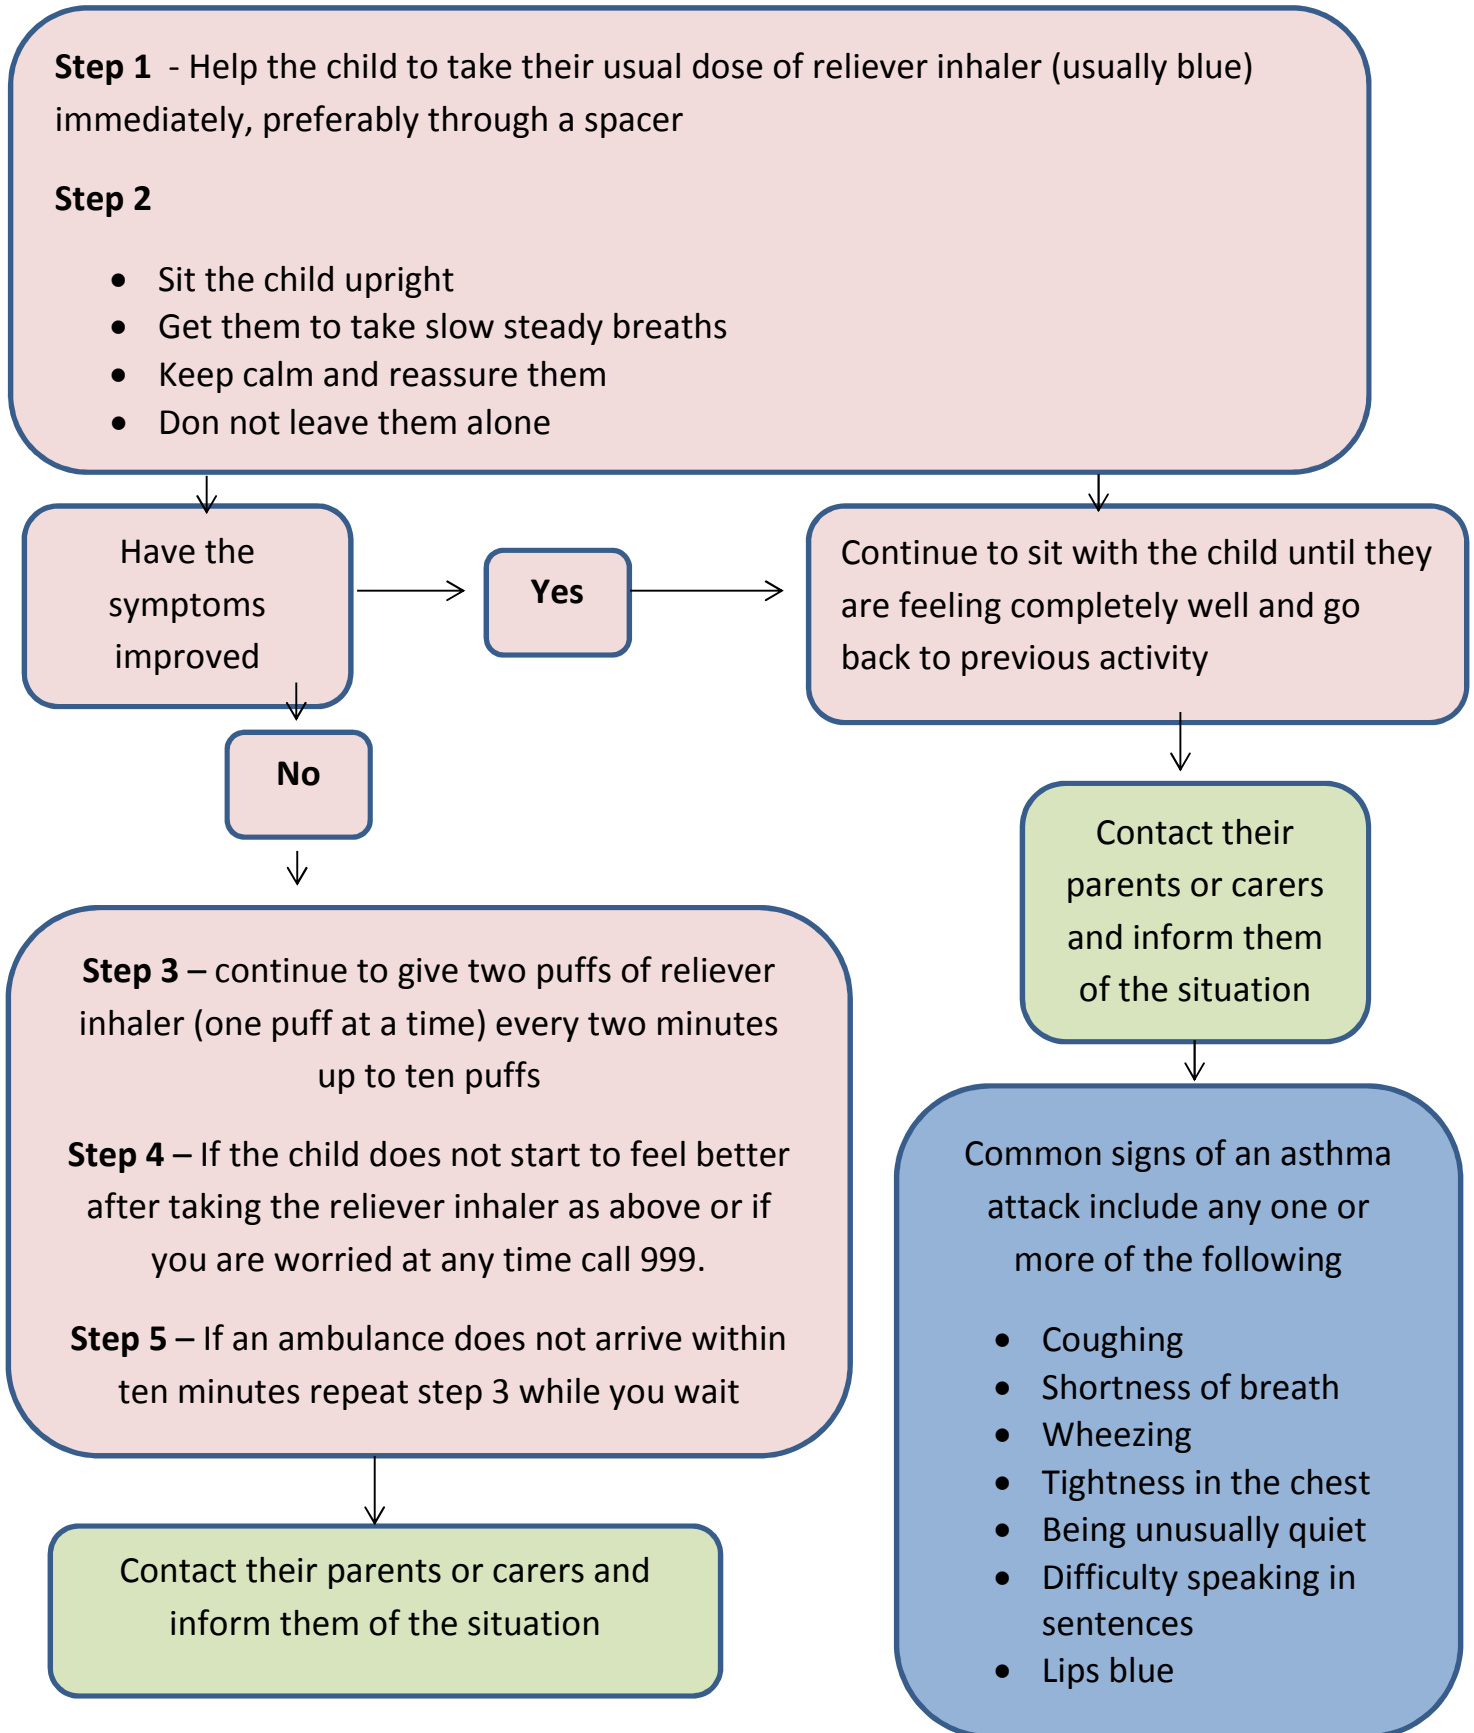 Step 1  - Help the child to take their usual dose of reliever inhaler (usually blue)
immediately, preferably through a spacer
Step 2
• Sit the child upright
• Get them to take slow steady breaths
• Keep calm and reassure them
• Don not leave them alone
Have the
symptoms
improved
Yes
Continue to sit with the child until they
are feeling completely well and go
back to previous activity
No
Contact their
parents or carers
and inform them
of the situation
Step 3 – continue to give two puffs of reliever
inhaler (one puff at a time) every two minutes
up to ten puffs
Step 4 – If the child does not start to feel better
after taking the reliever inhaler as above or if
you are worried at any time call 999.
Step 5 – If an ambulance does not arrive within
ten minutes repeat step 3 while you wait
Contact their parents or carers and
inform them of the situation
Common signs of an asthma
attack include any one or
more of the following
• Coughing
• Shortness of breath
• Wheezing
• Tightness in the chest
• Being unusually quiet
• Difficulty speaking in
sentences
• Lips blue